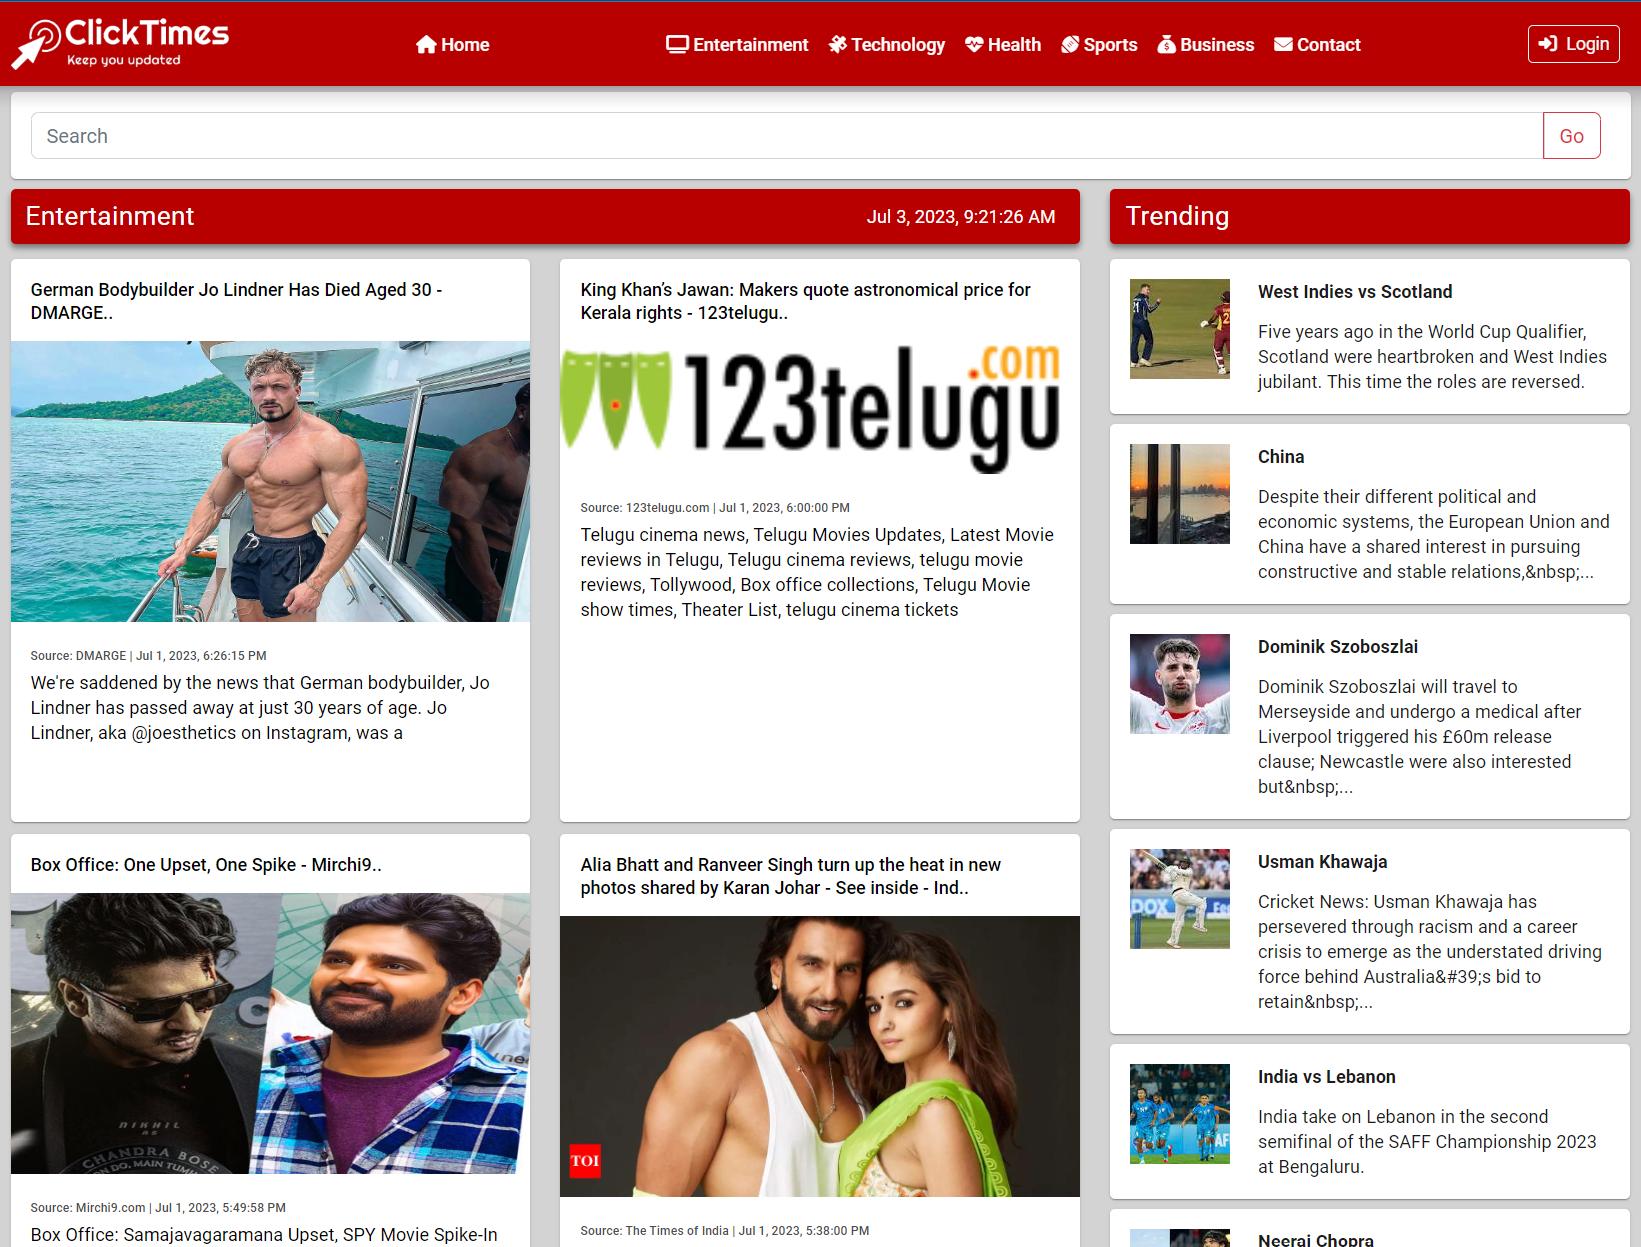 ClickTimes
Keep you updated
Home
Entertainment
Technology
Health
Sports
Business
Contact
Login
Search
Go
Entertainment
Jul 3, 2023, 9:21:26 AM
German Bodybuilder Jo Lindner Has Died Aged 30 -
DMARGE..
Source: DMARGE | Jul 1, 2023, 6:26:15 PM
We're saddened by the news that German bodybuilder, Jo
Lindner has passed away at just 30 years of age. Jo
Lindner, aka @joesthetics on Instagram, was a
King Khan’s Jawan: Makers quote astronomical price for
Kerala rights - 123telugu..
123telugu.com
Source: 123telugu.com | Jul 1, 2023, 6:00:00 PM
Telugu cinema news, Telugu Movies Updates, Latest Movie
reviews in Telugu, Telugu cinema reviews, telugu movie
reviews, Tollywood, Box office collections, Telugu Movie
show times, Theater List, telugu cinema tickets
Box Office: One Upset, One Spike - Mirchi9..
NIKHIL
AS
CHANDRA BOSE
Source: Mirchi9.com | Jul 1, 2023, 5:49:58 PM
Box Office: Samajavagaramana Upset, SPY Movie Spike-In
Alia Bhatt and Ranveer Singh turn up the heat in new
photos shared by Karan Johar - See inside - Ind..
TOI
Source: The Times of India | Jul 1, 2023, 5:38:00 PM
Trending
West Indies vs Scotland
Five years ago in the World Cup Qualifier,
Scotland were heartbroken and West Indies
jubilant. This time the roles are reversed.
China
Despite their different political and
economic systems, the European Union and
China have a shared interest in pursuing
constructive and stable relations,&nbsp;...
Dominik Szoboszlai
Dominik Szoboszlai will travel to
Merseyside and undergo a medical after
Liverpool triggered his £60m release
clause; Newcastle were also interested
but&nbsp;...
Usman Khawaja
Cricket News: Usman Khawaja has
persevered through racism and a career
crisis to emerge as the understated driving
force behind Australia&#39;s bid to
retain&nbsp;...
India vs Lebanon
India take on Lebanon in the second
semifinal of the SAFF Championship 2023
at Bengaluru.
Neeraj Chopra